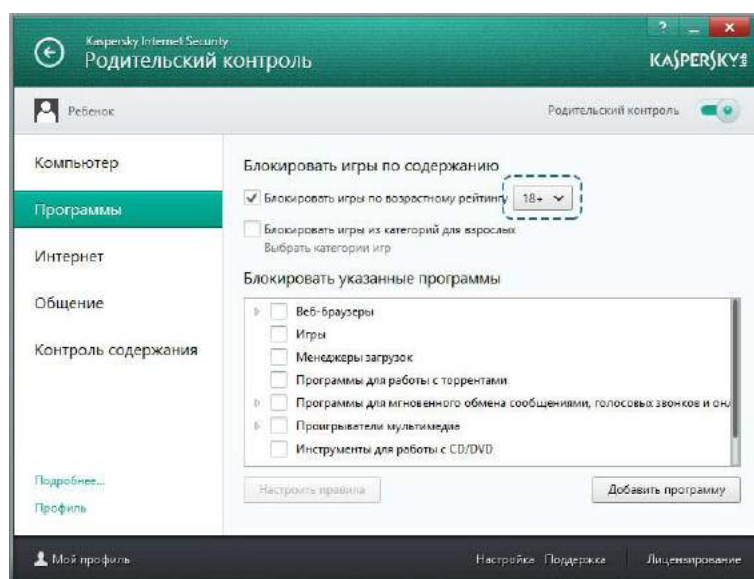 Kaspersky Internet Security
Родительский контроль
KASPERSKY
Ребенок
Родительский контроль
Компьютер
Программы
Интернет
Общение
Контроль содержания
Подробнее...
Профиль
Блокировать игры по содержанию
Блокировать игры по возрастному рейтингу 18+
Блокировать игры из категорий для взрослых
Выбрать категории игр
Блокировать указанные программы
Веб-браузеры
Игры
Менеджеры загрузок
Программы для работы с торрентами
Программы для мгновенного обмена сообщениями, голосовых звонков и он
Проигрыватели мультимедиа
Инструменты для работы с CD/DVD
Настроить правила
Добавить программу
Мой профиль
Настройка Поддержка Лицензирование